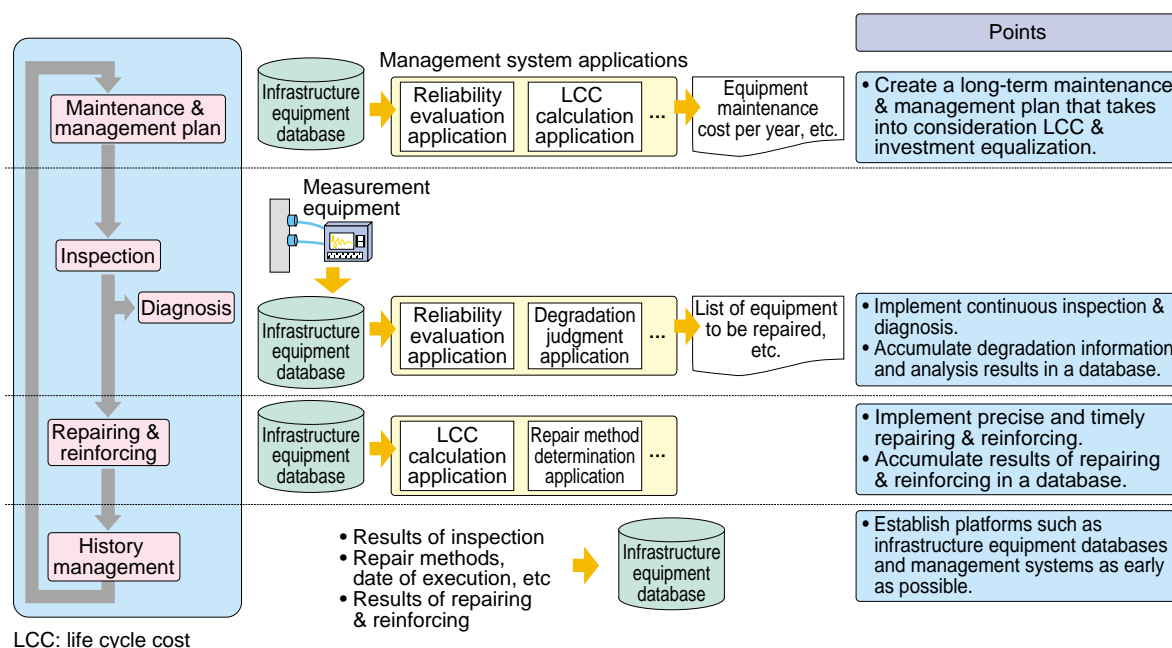 Points
Management system applications
Maintenance &
management plan
Infrastructure
equipment
database
Reliability
evaluation
application
LCC
calculation
application
...
Equipment
maintenance
cost per year, etc.
• Create a long-term maintenance
& management plan that takes
into consideration LCC &
investment equalization.
Measurement
equipment
Inspection
Diagnosis
Infrastructure
equipment
database
Reliability
evaluation
application
Degradation
judgment
application
...
List of equipment
to be repaired,
etc.
• Implement continuous inspection &
diagnosis.
• Accumulate degradation information
and analysis results in a database.
Repairing &
reinforcing
Infrastructure
equipment
database
LCC
calculation
application
Repair method
determination
application
...
• Implement precise and timely
repairing & reinforcing.
• Accumulate results of repairing
& reinforcing in a database.
History
management
• Results of inspection
• Repair methods,
date of execution, etc
• Results of repairing
& reinforcing
Infrastructure
equipment
database
• Establish platforms such as
infrastructure equipment databases
and management systems as early
as possible.
LCC: life cycle cost